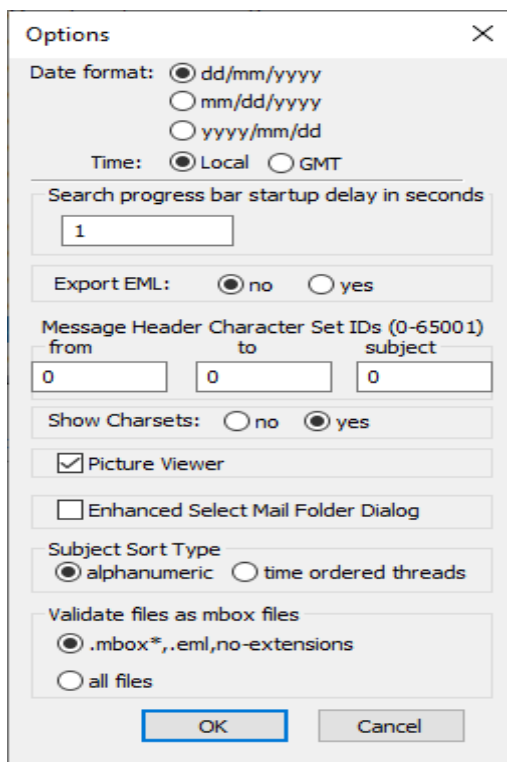 Options
Date format: dd/mm/yyyy
mm/dd/yyyy
yyyy/mm/dd
Time: Local GMT
Search progress bar startup delay in seconds
1
Export EML: no yes
Message Header Character Set IDs (0-65001)
from to subject
0 0 0
Show Charsets: no yes
Picture Viewer
Enhanced Select Mail Folder Dialog
Subject Sort Type
alphanumeric time ordered threads
Validate files as mbox files
.mbox*,.eml,no-extensions
all files
OK Cancel